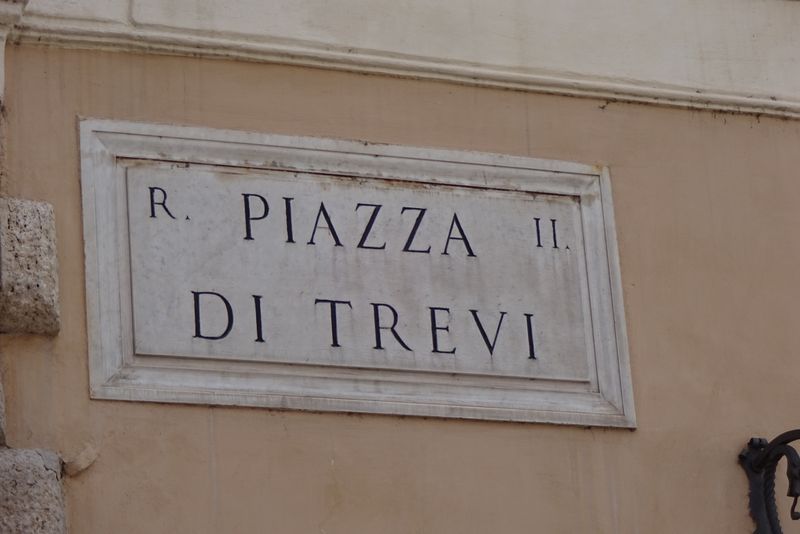 R. PIAZZA II.
DI TREVI